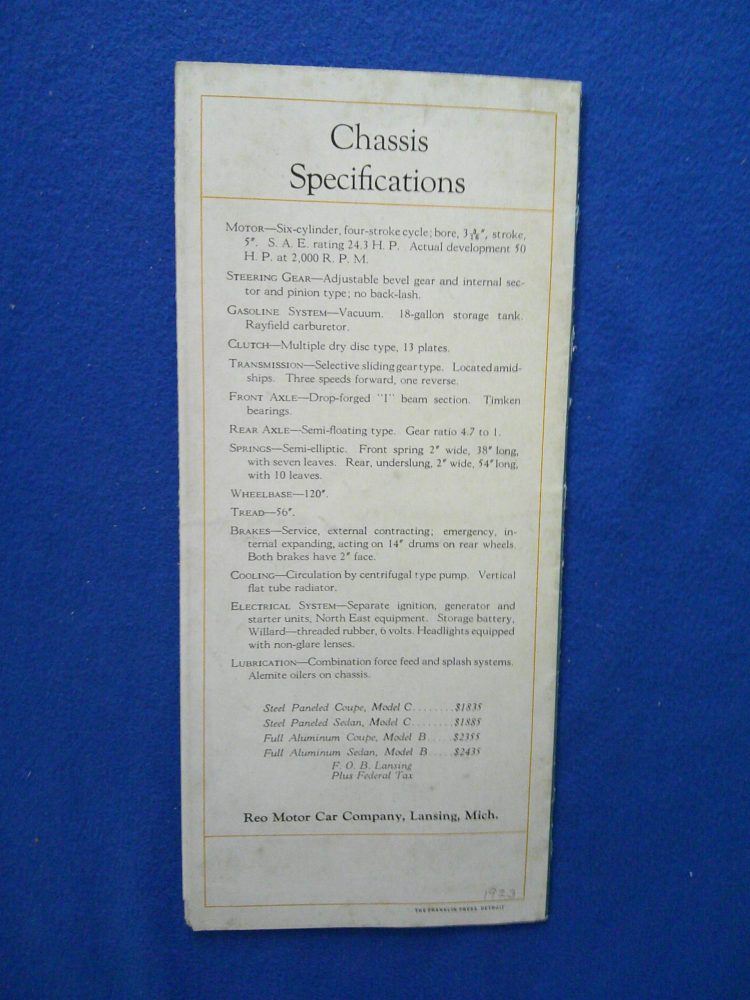 Chassis
Specifications
MOTOR—Six-cylinder, four-stroke cycle; bore, 3 3/16", stroke,
5". S. A. E. rating 24.3 H. P. Actual development 50
H. P. at 2,000 R. P. M.
STEERING GEAR—Adjustable bevel gear and internal sec-
tor and pinion type; no back-lash.
GASOLINE SYSTEM—Vacuum. 18-gallon storage tank.
Rayfield carburetor.
CLUTCH—Multiple dry disc type, 13 plates.
TRANSMISSION—Selective sliding gear type. Located amid-
ships. Three speeds forward, one reverse.
FRONT AXLE—Drop-forged "I" beam section. Timken
bearings.
REAR AXLE—Semi-floating type. Gear ratio 4.7 to 1.
SPRINGS—Semi-elliptic. Front spring 2" wide, 38" long,
with seven leaves. Rear, underslung, 2" wide, 54" long,
with 10 leaves.
WHEELBASE—120".
TREAD—56".
BRAKES—Service, external contracting; emergency, in-
ternal expanding, acting on 14" drums on rear wheels.
Both brakes have 2" face.
COOLING—Circulation by centrifugal type pump. Vertical
flat tube radiator.
ELECTRICAL SYSTEM—Separate ignition, generator and
starter units, North East equipment. Storage battery,
Willard—threaded rubber, 6 volts. Headlights equipped
with non-glare lenses.
LUBRICATION—Combination force feed and splash systems.
Alemite oilers on chassis.
Steel Paneled Coupe, Model C........$1835
Steel Paneled Sedan, Model C........$1885
Full Aluminum Coupe, Model B.....$2355
Full Aluminum Sedan, Model B.....$2435
F. O. B. Lansing
Plus Federal Tax
Reo Motor Car Company, Lansing, Mich.
1923
THE FRANKLIN PRESS, DETROIT